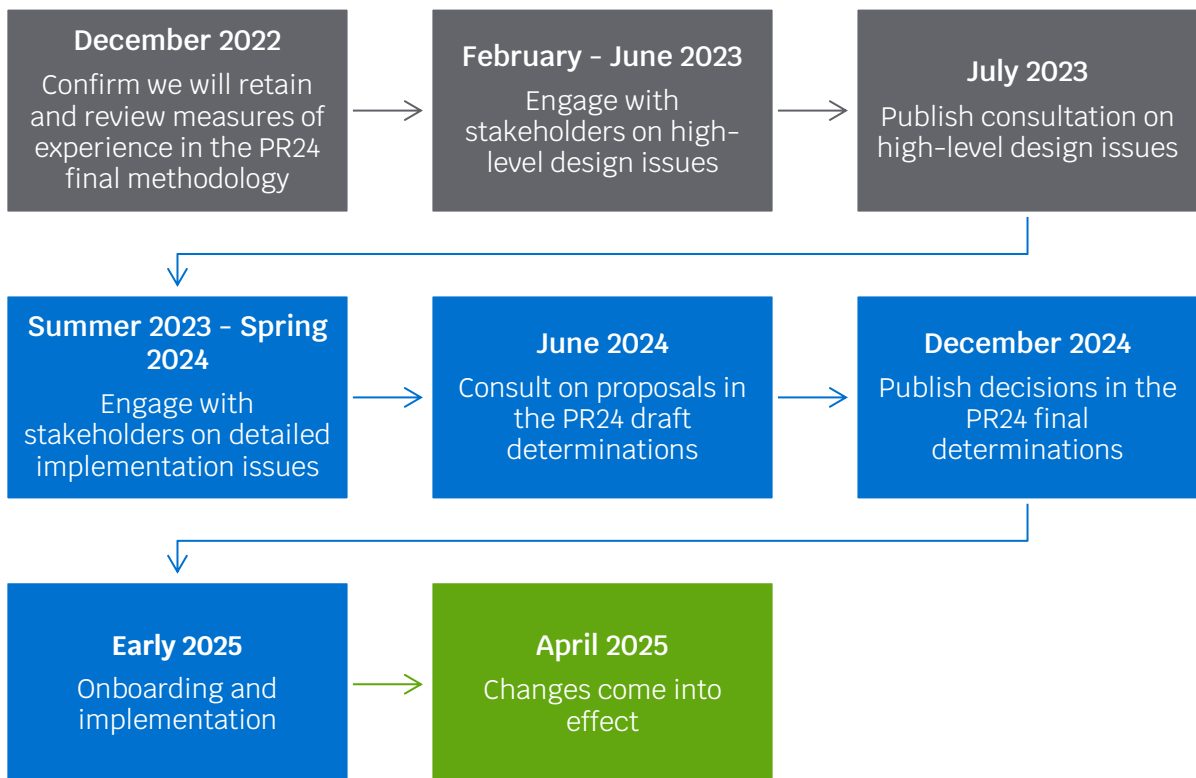 December 2022
Confirm we will retain
and review measures of
experience in the PR24
final methodology
February - June 2023
Engage with
stakeholders on high-
level design issues
July 2023
Publish consultation on
high-level design issues
Summer 2023 - Spring
2024
Engage with
stakeholders on detailed
implementation issues
June 2024
Consult on proposals in
the PR24 draft
determinations
December 2024
Publish decisions in the
PR24 final
determinations
Early 2025
Onboarding and
implementation
April 2025
Changes come into
effect